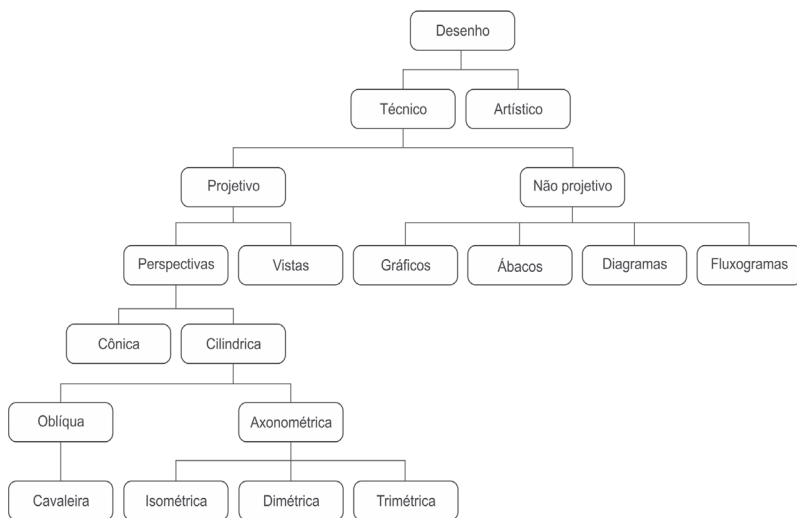 Desenho
Técnico
Artístico
Projetivo
Não projetivo
Perspectivas
Vistas
Gráficos
Ábacos
Diagramas
Fluxogramas
Cônica
Cilindrica
Oblíqua
Axonométrica
Cavaleira
Isométrica
Dimétrica
Trimétrica